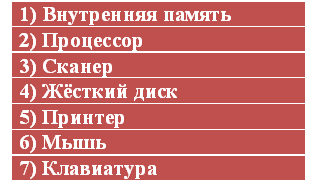 1) Внутренняя память
2) Процессор
3) Сканер
4) Жёсткий диск
5) Принтер
6) Мышь
7) Клавиатура